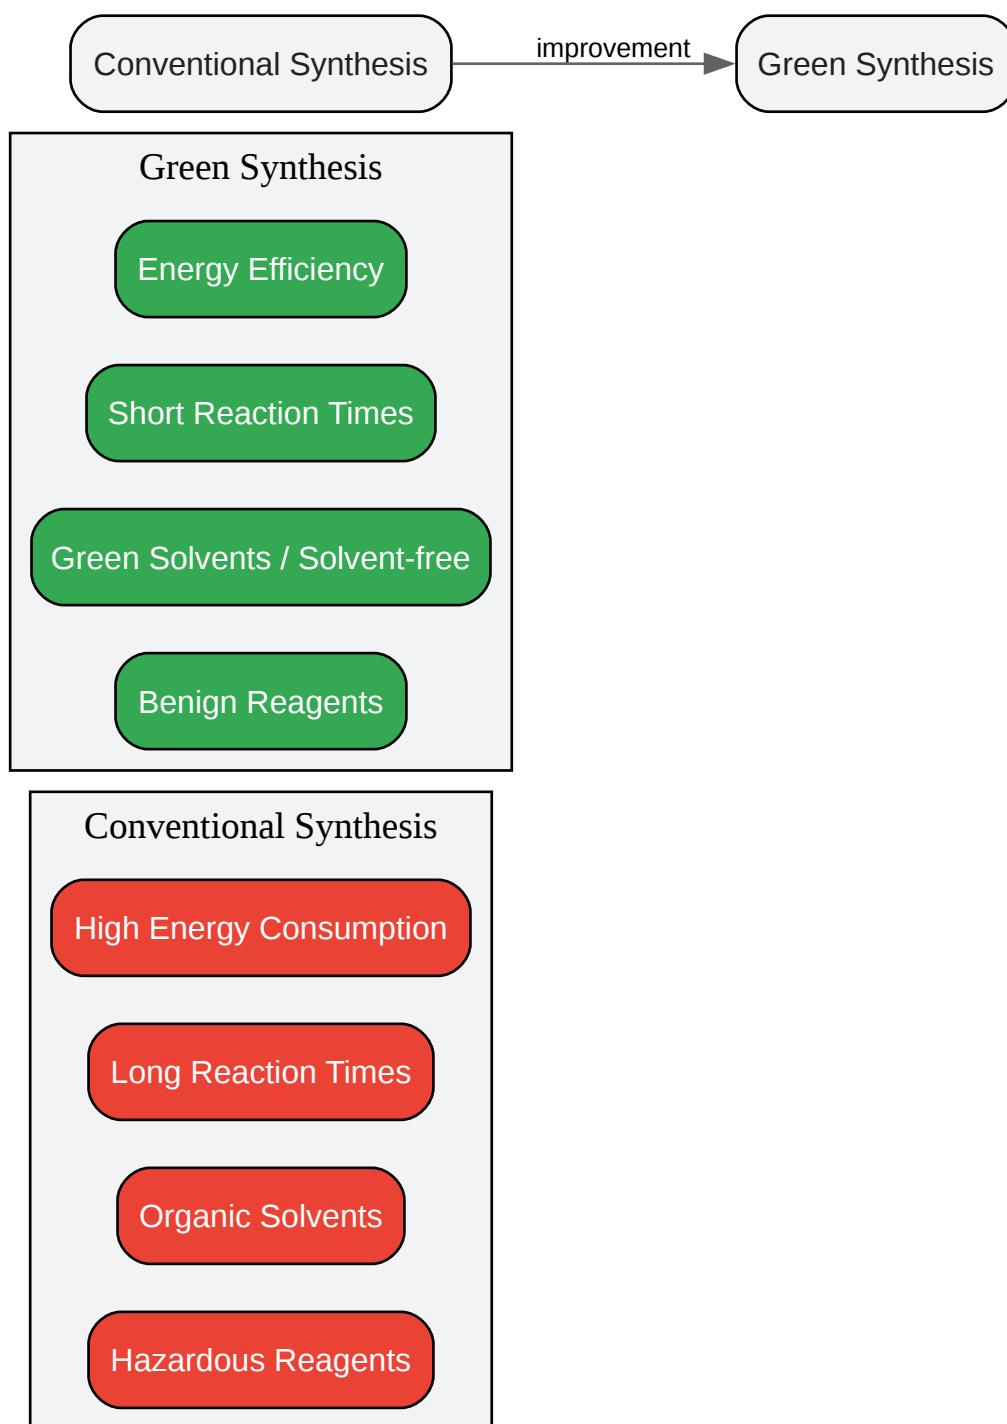 Conventional Synthesis
improvement
Green Synthesis
Green Synthesis
Energy Efficiency
Short Reaction Times
Green Solvents / Solvent-free
Benign Reagents
Conventional Synthesis
High Energy Consumption
Long Reaction Times
Organic Solvents
Hazardous Reagents